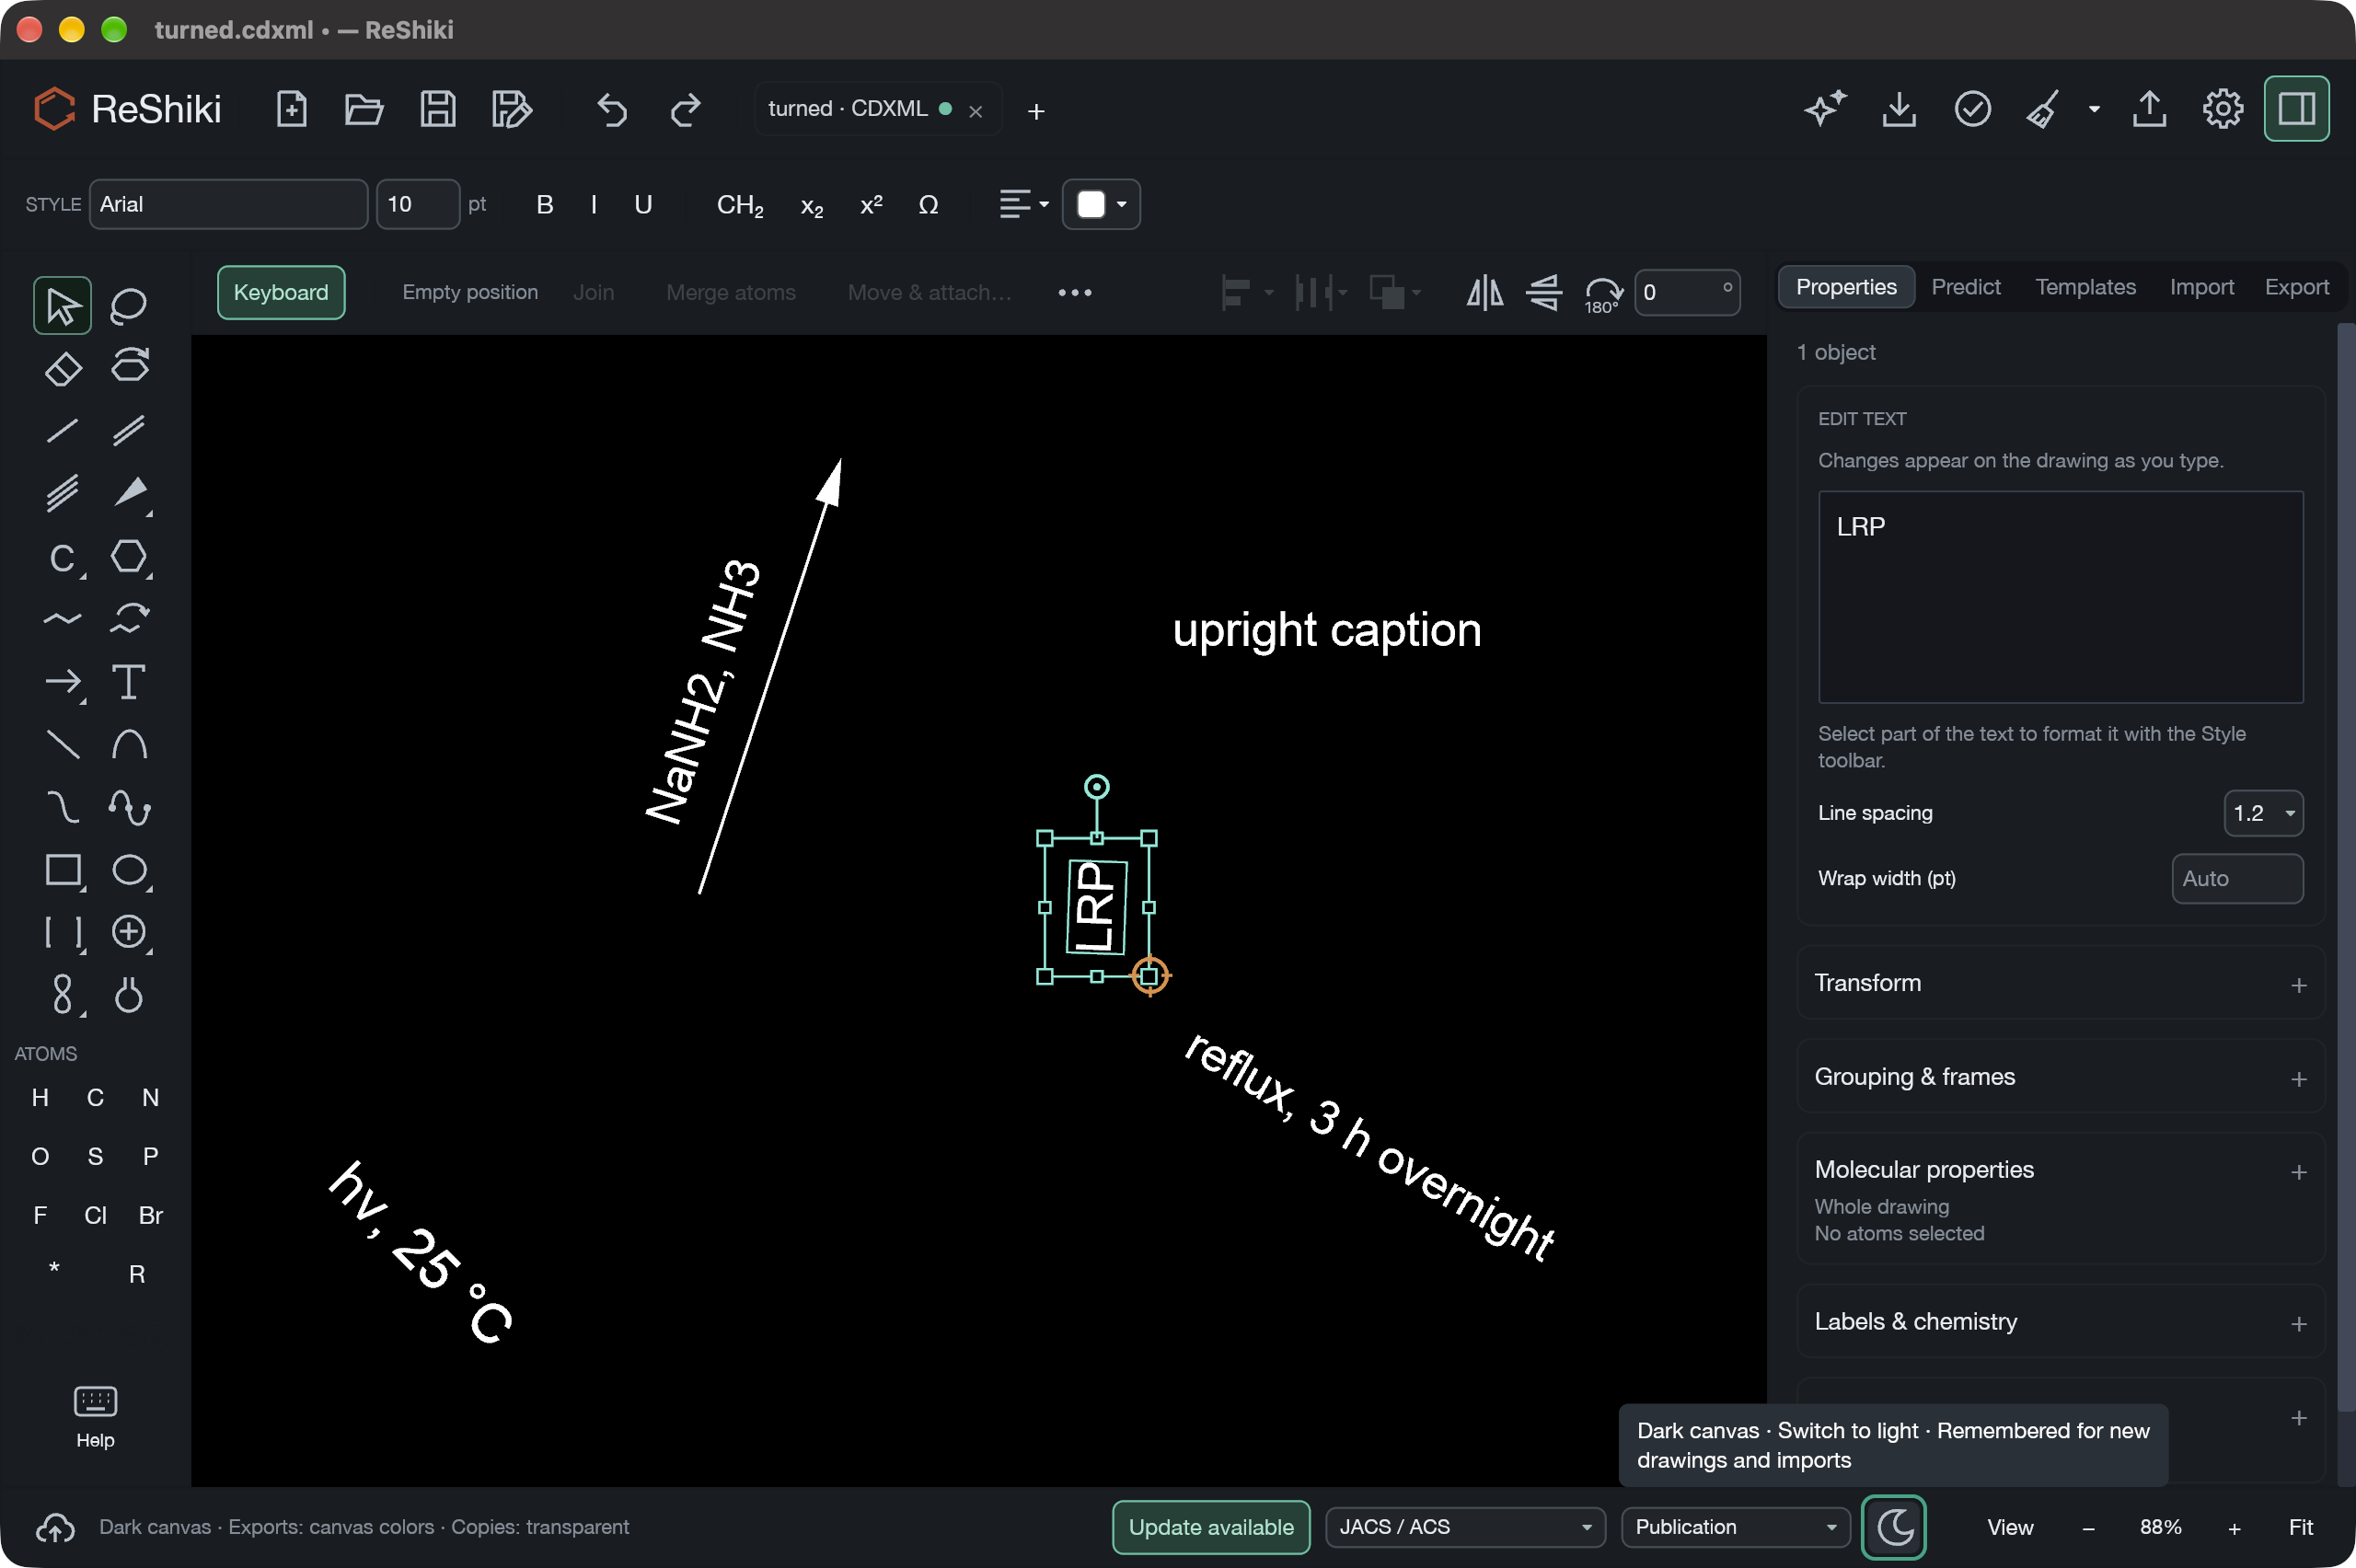 turned.cdxml • — ReShiki
ReShiki
turned · CDXML
STYLE Arial 10 pt B I U CH₂ x₂ x² Ω
Keyboard Empty position Join Merge atoms Move & attach… 180° 0 °
Properties Predict Textures Import Export
1 object
EDIT TEXT
Changes appear on the drawing as you type.
LRP
Select part of the text to format it with the Style
toolbar.
Line spacing 1.2
Wrap width (pt) Auto
Transform
Grouping & frames
Molecular properties
Whole drawing
No atoms selected
Labels & chemistry
NaNH2, NH3
upright caption
LRP
reflux, 3 h overnight
hv, 25 °C
C
T
ATOMS
H C N
O S P
F Cl Br
* R
Help
Dark canvas · Switch to light · Remembered for new
drawings and imports
Dark canvas · Exports: canvas colors · Copies: transparent
Update available JACS / ACS Publication View − 88% + Fit